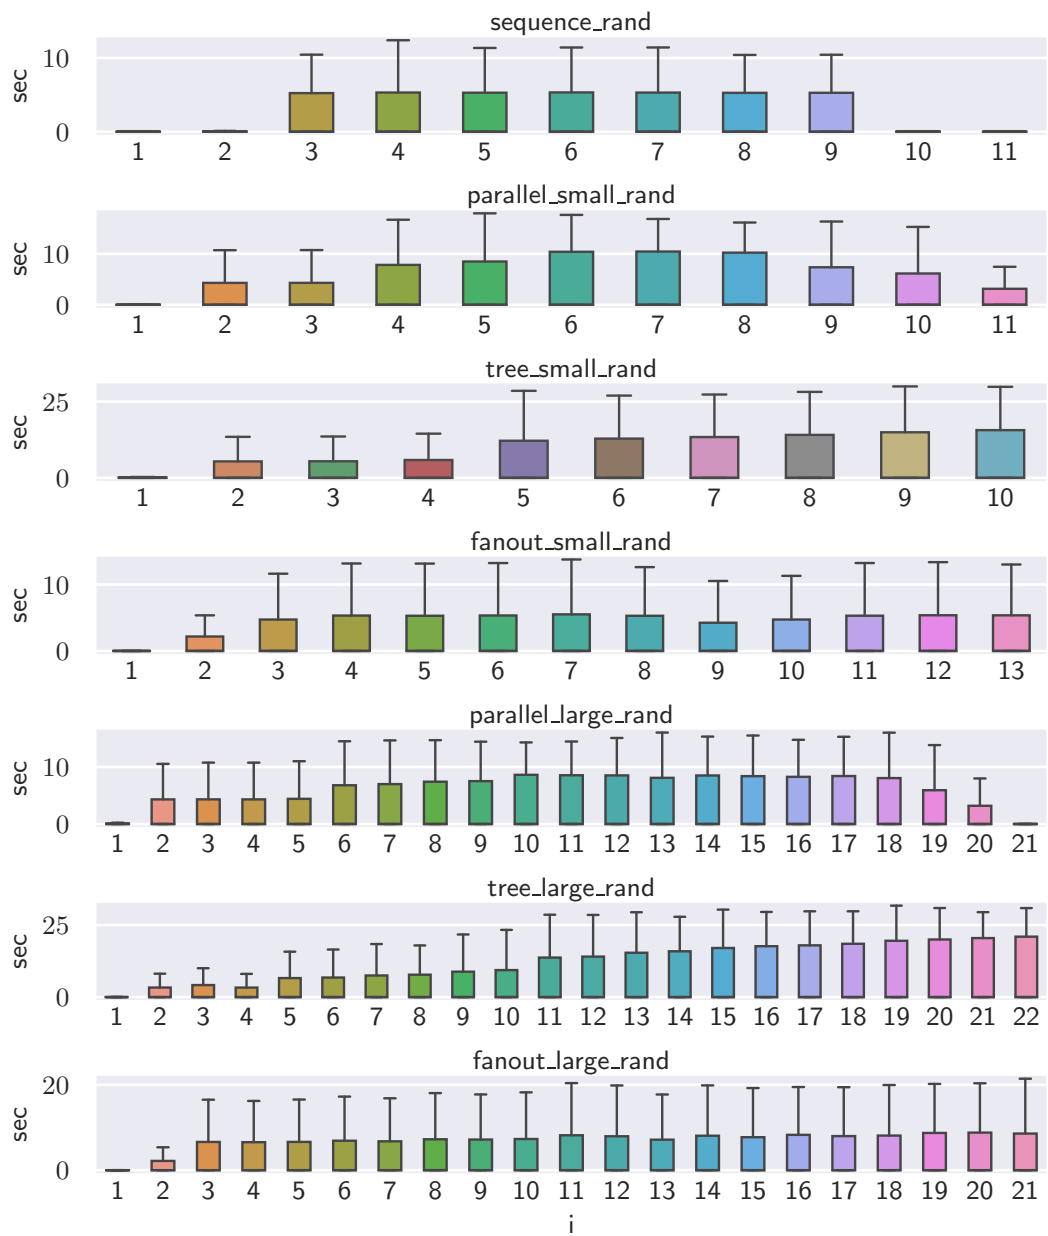 sequence_rand
10
sec
0
1 2 3 4 5 6 7 8 9 10 11
parallel_small_rand
10
sec
0
1 2 3 4 5 6 7 8 9 10 11
tree_small_rand
25
sec
0
1 2 3 4 5 6 7 8 9 10
fanout_small_rand
10
sec
0
1 2 3 4 5 6 7 8 9 10 11 12 13
parallel_large_rand
10
sec
0
1 2 3 4 5 6 7 8 9 10 11 12 13 14 15 16 17 18 19 20 21
tree_large_rand
25
sec
0
1 2 3 4 5 6 7 8 9 10 11 12 13 14 15 16 17 18 19 20 21 22
fanout_large_rand
20
sec
0
1 2 3 4 5 6 7 8 9 10 11 12 13 14 15 16 17 18 19 20 21
i